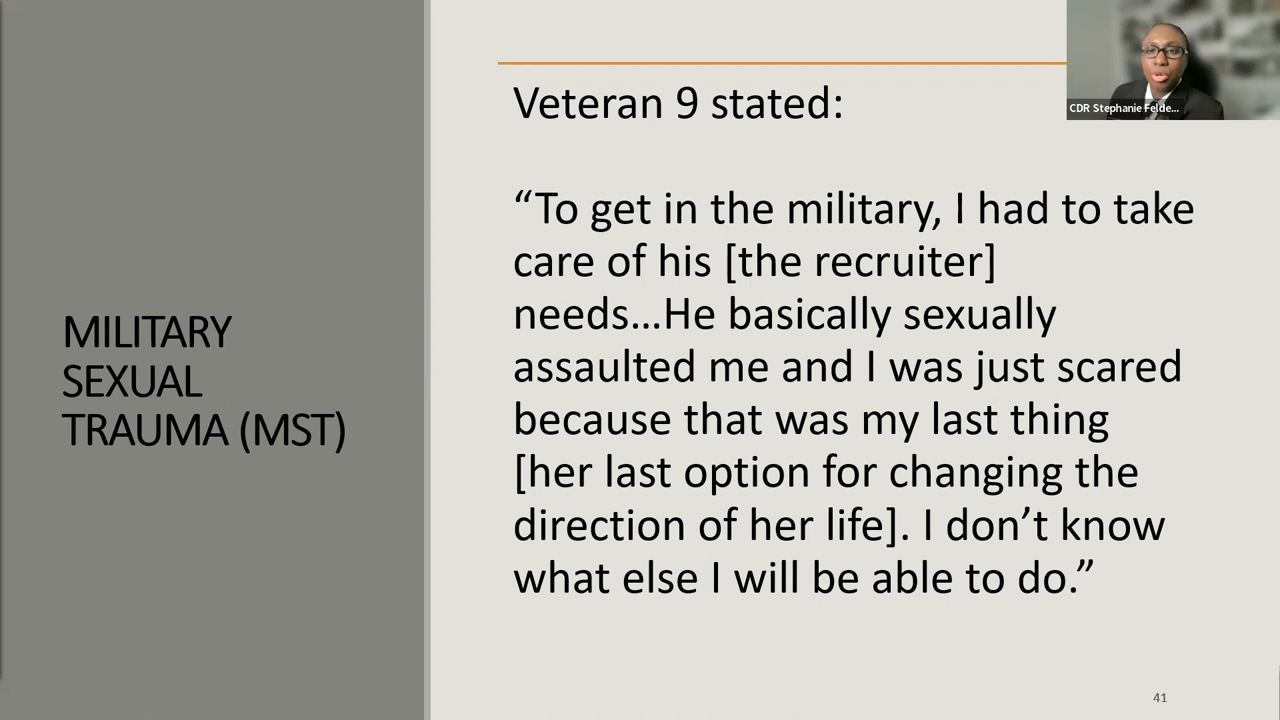 CDR Stephanie Felde...
Veteran 9 stated:
“To get in the military, I had to take
care of his [the recruiter]
needs…He basically sexually
assaulted me and I was just scared
because that was my last thing
[her last option for changing the
direction of her life]. I don’t know
what else I will be able to do.”
MILITARY
SEXUAL
TRAUMA (MST)
41